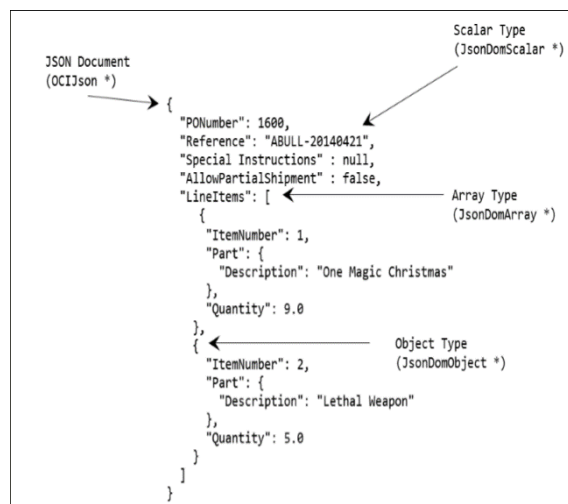 Scalar Type
(JsonDomScalar *)
JSON Document
(OCIJson *)
{
"PONumber": 1600,
"Reference": "ABULL-20140421",
"Special Instructions" : null,
"AllowPartialShipment" : false,
"LineItems": [
Array Type
(JsonDomArray *)
{
"ItemNumber": 1,
"Part": {
"Description": "One Magic Christmas"
},
"Quantity": 9.0
},
{
Object Type
(JsonDomObject *)
"ItemNumber": 2,
"Part": {
"Description": "Lethal Weapon"
},
"Quantity": 5.0
}
]
}